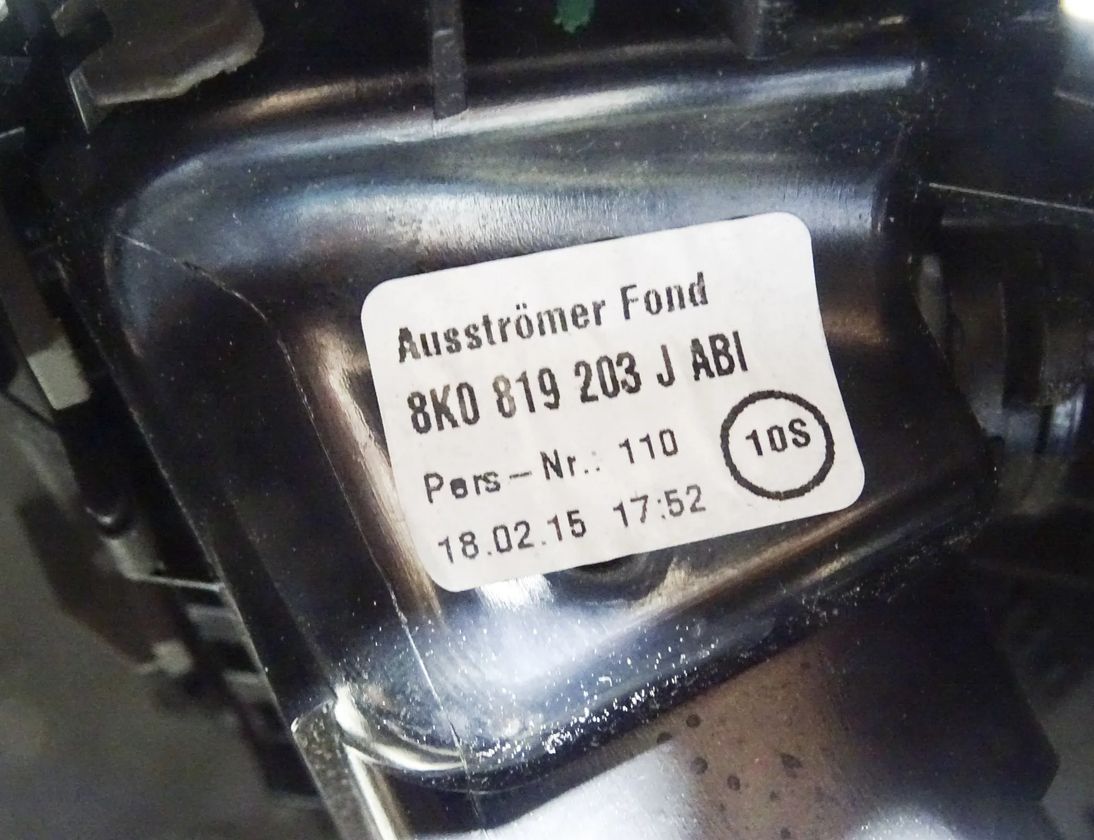 Ausströmer Fond
8K0 819 203 J ABI
Pers-Nr.: 110
10S
18.02.15 17:52